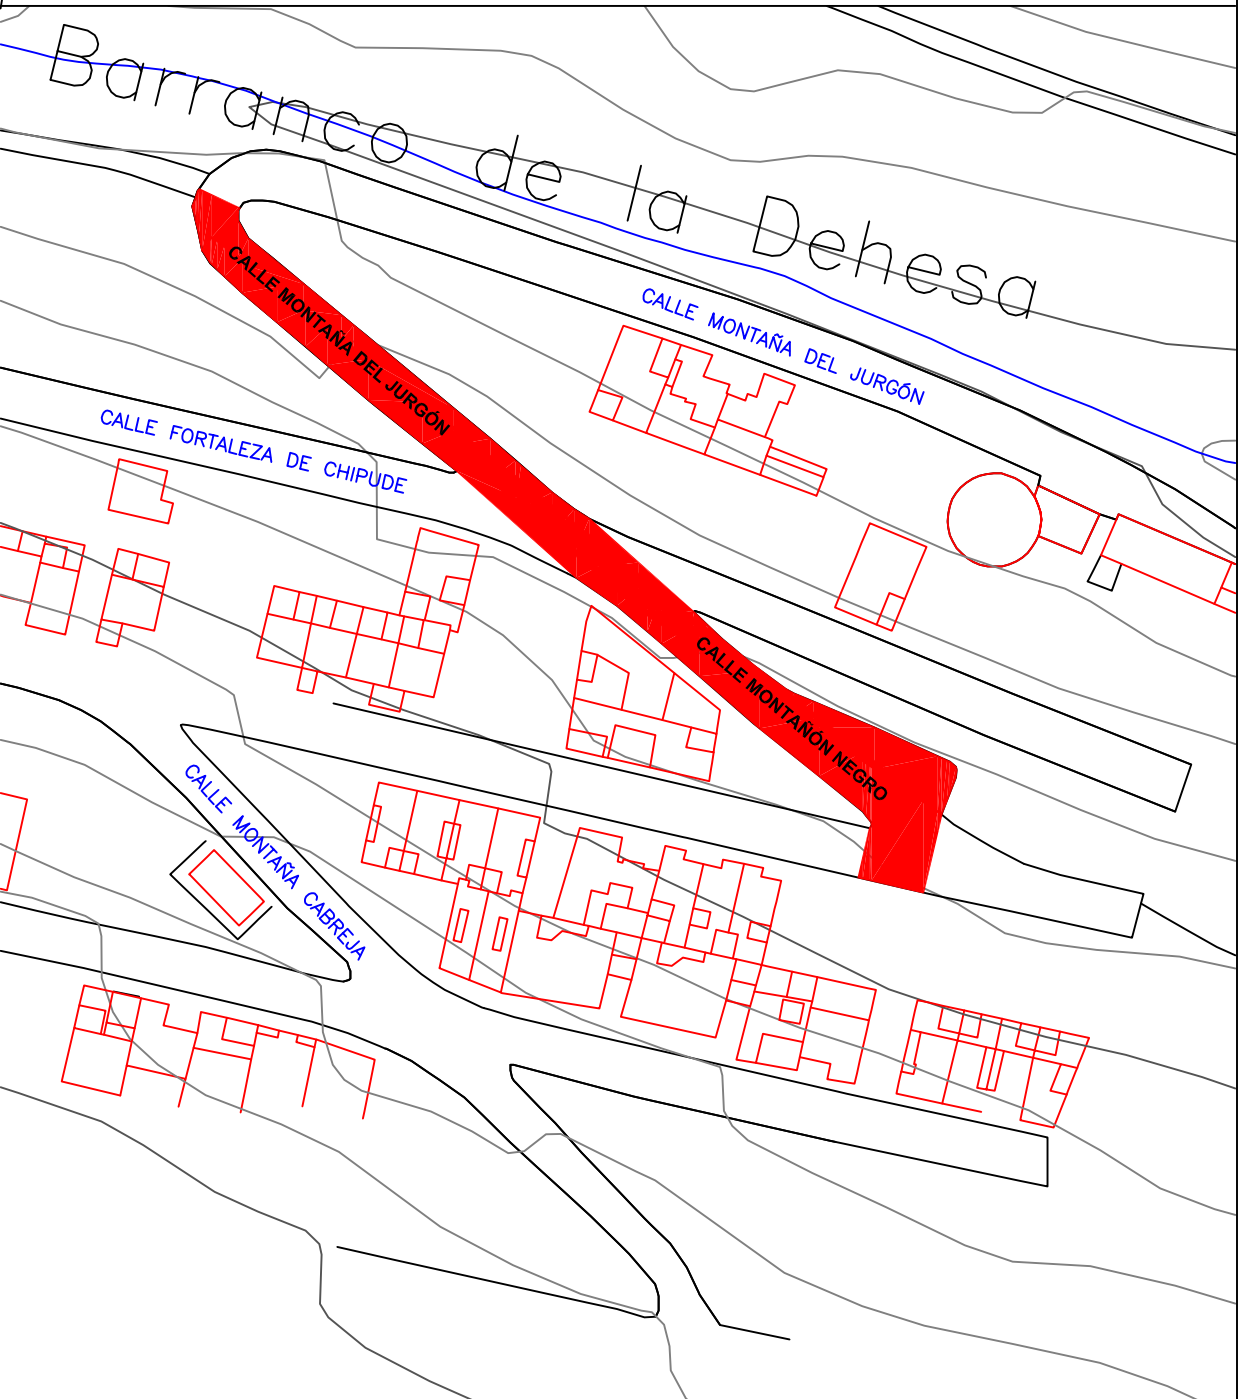 Barranco de la Dehesa
CALLE MONTAÑA DEL JURGÓN
CALLE MONTAÑA DEL JURGÓN
CALLE FORTALEZA DE CHIPUDE
CALLE MONTAÑÓN NEGRO
CALLE MONTAÑA CABREJA